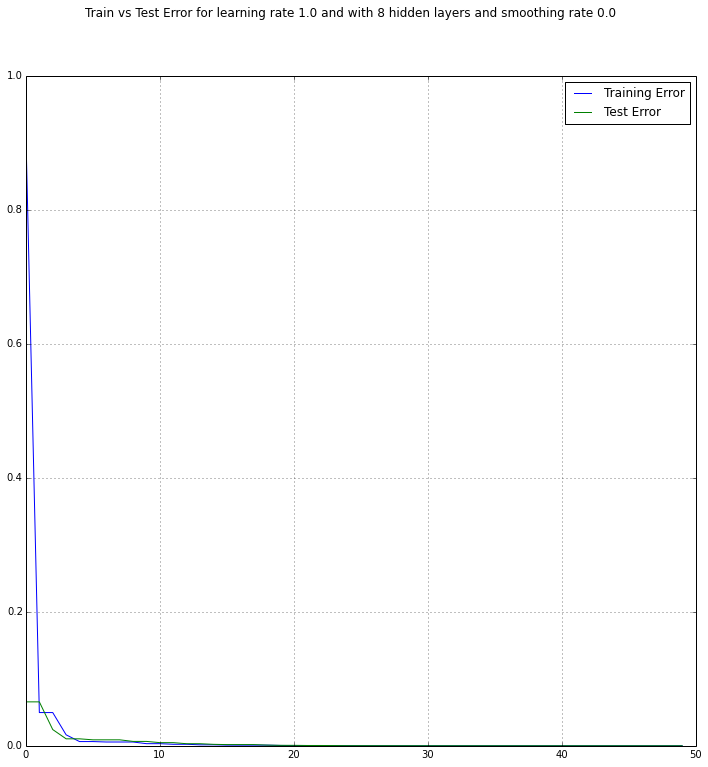 Train vs Test Error for learning rate 1.0 and with 8 hidden layers and smoothing rate 0.0
1.0
Training Error
Test Error
0.8
0.6
0.4
0.2
0.0
0 10 20 30 40 50